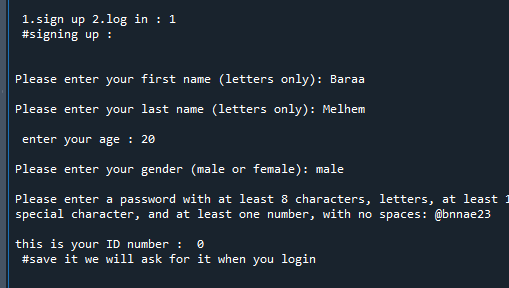 1.sign up 2.log in : 1
#signing up :
Please enter your first name (letters only): Baraa
Please enter your last name (letters only): Melhem
enter your age : 20
Please enter your gender (male or female): male
Please enter a password with at least 8 characters, letters, at least 1
special character, and at least one number, with no spaces: @bnnae23
this is your ID number :  0
#save it we will ask for it when you login